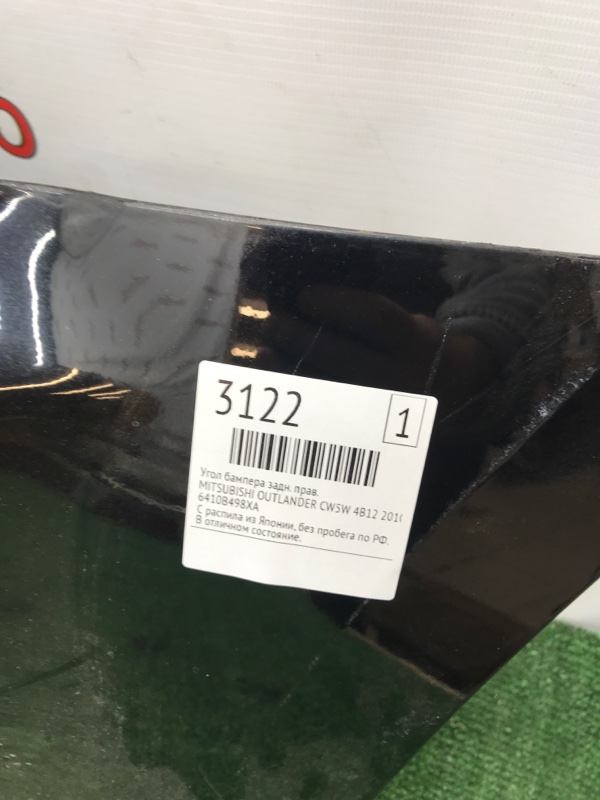 3122
1
Угол бампера задн. прав.
MITSUBISHI OUTLANDER CW5W 4B12 2010
6410B498XA
С распила из Японии, без пробега по РФ.
В отличном состояние.